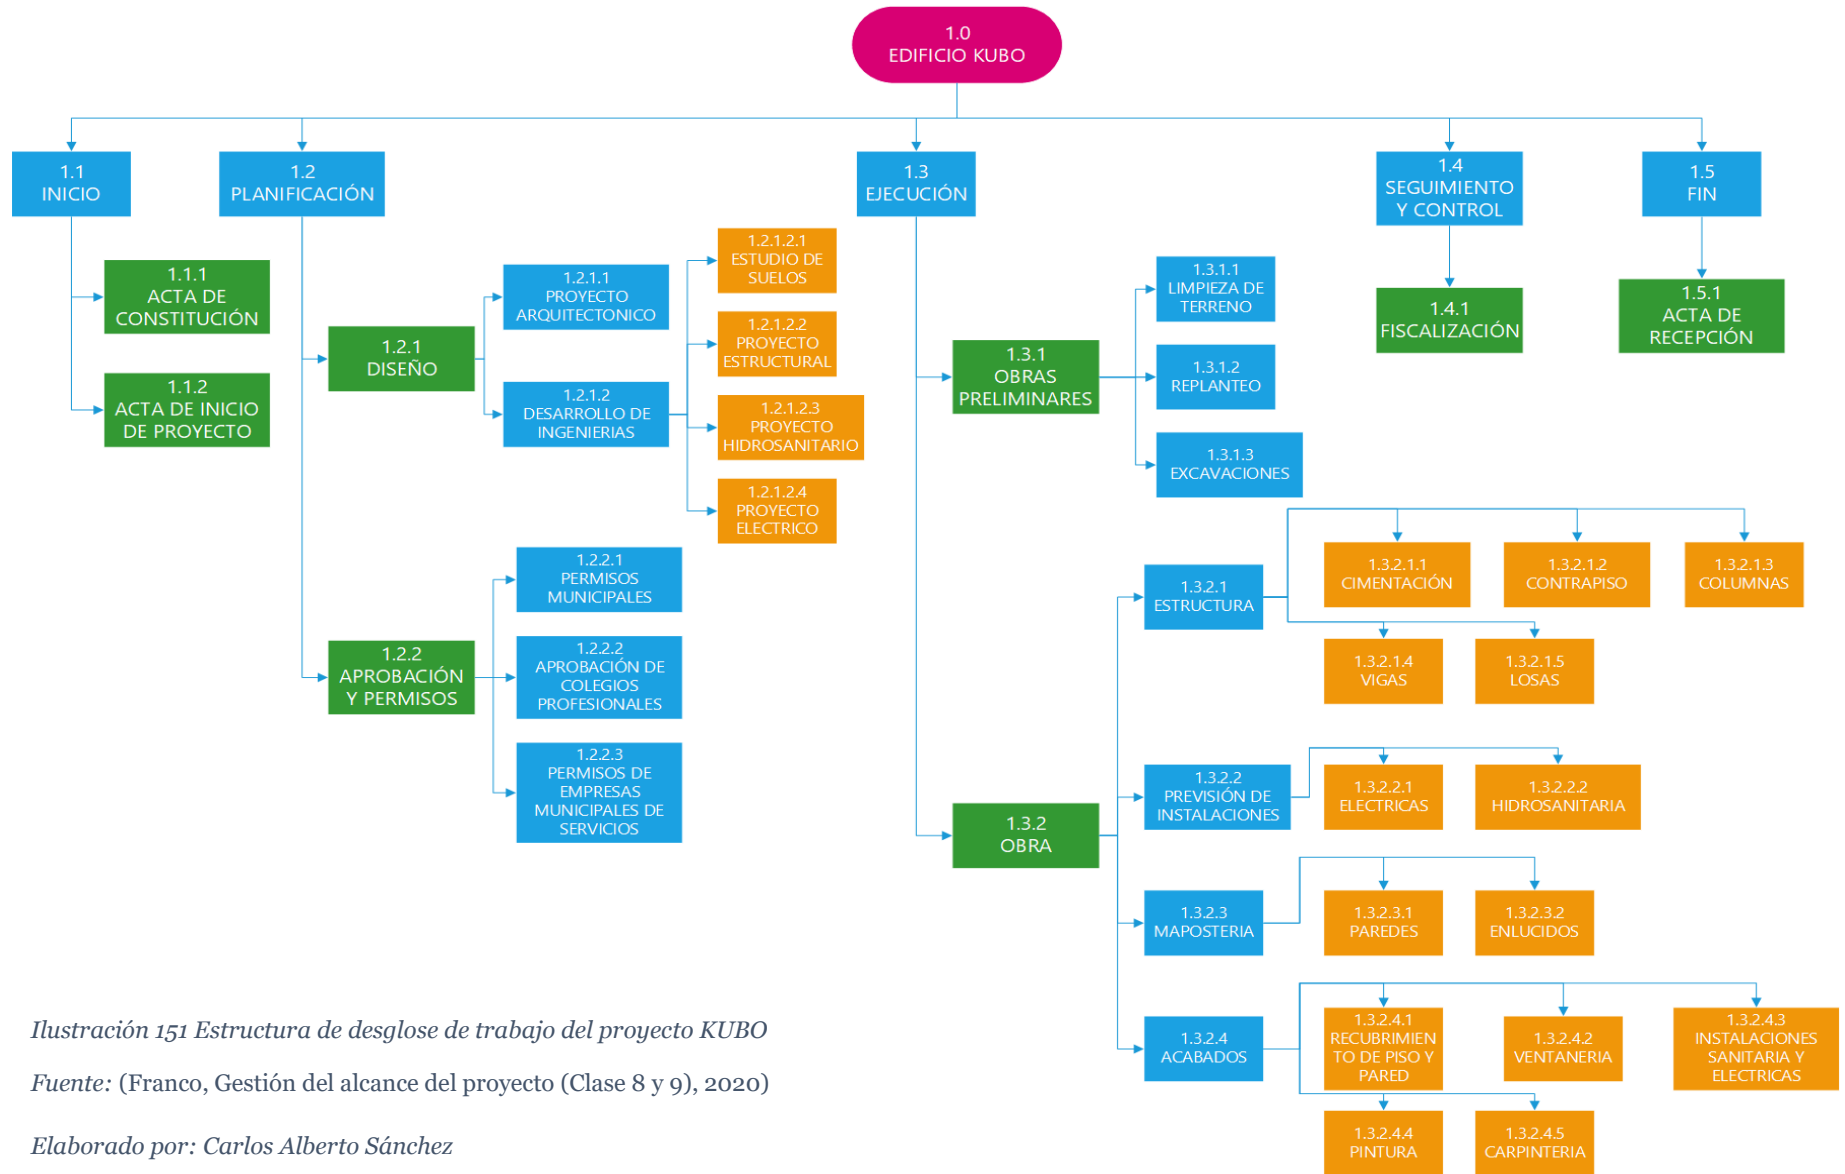 1.0
EDIFICIO KUBO
1.1
INICIO
1.1.1
ACTA DE
CONSTITUCIÓN
1.1.2
ACTA DE INICIO
DE PROYECTO
1.2
PLANIFICACIÓN
1.2.1
DISEÑO
1.2.1.1
PROYECTO
ARQUITECTONICO
1.2.1.2
DESARROLLO DE
INGENIERIAS
1.2.1.2.1
ESTUDIO DE
SUELOS
1.2.1.2.2
PROYECTO
ESTRUCTURAL
1.2.1.2.3
PROYECTO
HIDROSANITARIO
1.2.1.2.4
PROYECTO
ELECTRICO
1.2.2
APROBACIÓN
Y PERMISOS
1.2.2.1
PERMISOS
MUNICIPALES
1.2.2.2
APROBACIÓN DE
COLEGIOS
PROFESIONALES
1.2.2.3
PERMISOS DE
EMPRESAS
MUNICIPALES DE
SERVICIOS
1.3
EJECUCIÓN
1.3.1
OBRAS
PRELIMINARES
1.3.1.1
LIMPIEZA DE
TERRENO
1.3.1.2
REPLANTEO
1.3.1.3
EXCAVACIONES
1.3.2
OBRA
1.3.2.1
ESTRUCTURA
1.3.2.1.1
CIMENTACIÓN
1.3.2.1.2
CONTRAPISO
1.3.2.1.3
COLUMNAS
1.3.2.1.4
VIGAS
1.3.2.1.5
LOSAS
1.3.2.2
PREVISIÓN DE
INSTALACIONES
1.3.2.2.1
ELECTRICAS
1.3.2.2.2
HIDROSANITARIA
1.3.2.3
MAPOSTERIA
1.3.2.3.1
PAREDES
1.3.2.3.2
ENLUCIDOS
1.3.2.4
ACABADOS
1.3.2.4.1
RECUBRIMIEN
TO DE PISO Y
PARED
1.3.2.4.2
VENTANERIA
1.3.2.4.3
INSTALACIONES
SANITARIA Y
ELECTRICAS
1.3.2.4.4
PINTURA
1.3.2.4.5
CARPINTERIA
1.4
SEGUIMIENTO
Y CONTROL
1.4.1
FISCALIZACIÓN
1.5
FIN
1.5.1
ACTA DE
RECEPCIÓN
Ilustración 151 Estructura de desglose de trabajo del proyecto KUBO
Fuente: (Franco, Gestión del alcance del proyecto (Clase 8 y 9), 2020)
Elaborado por: Carlos Alberto Sánchez